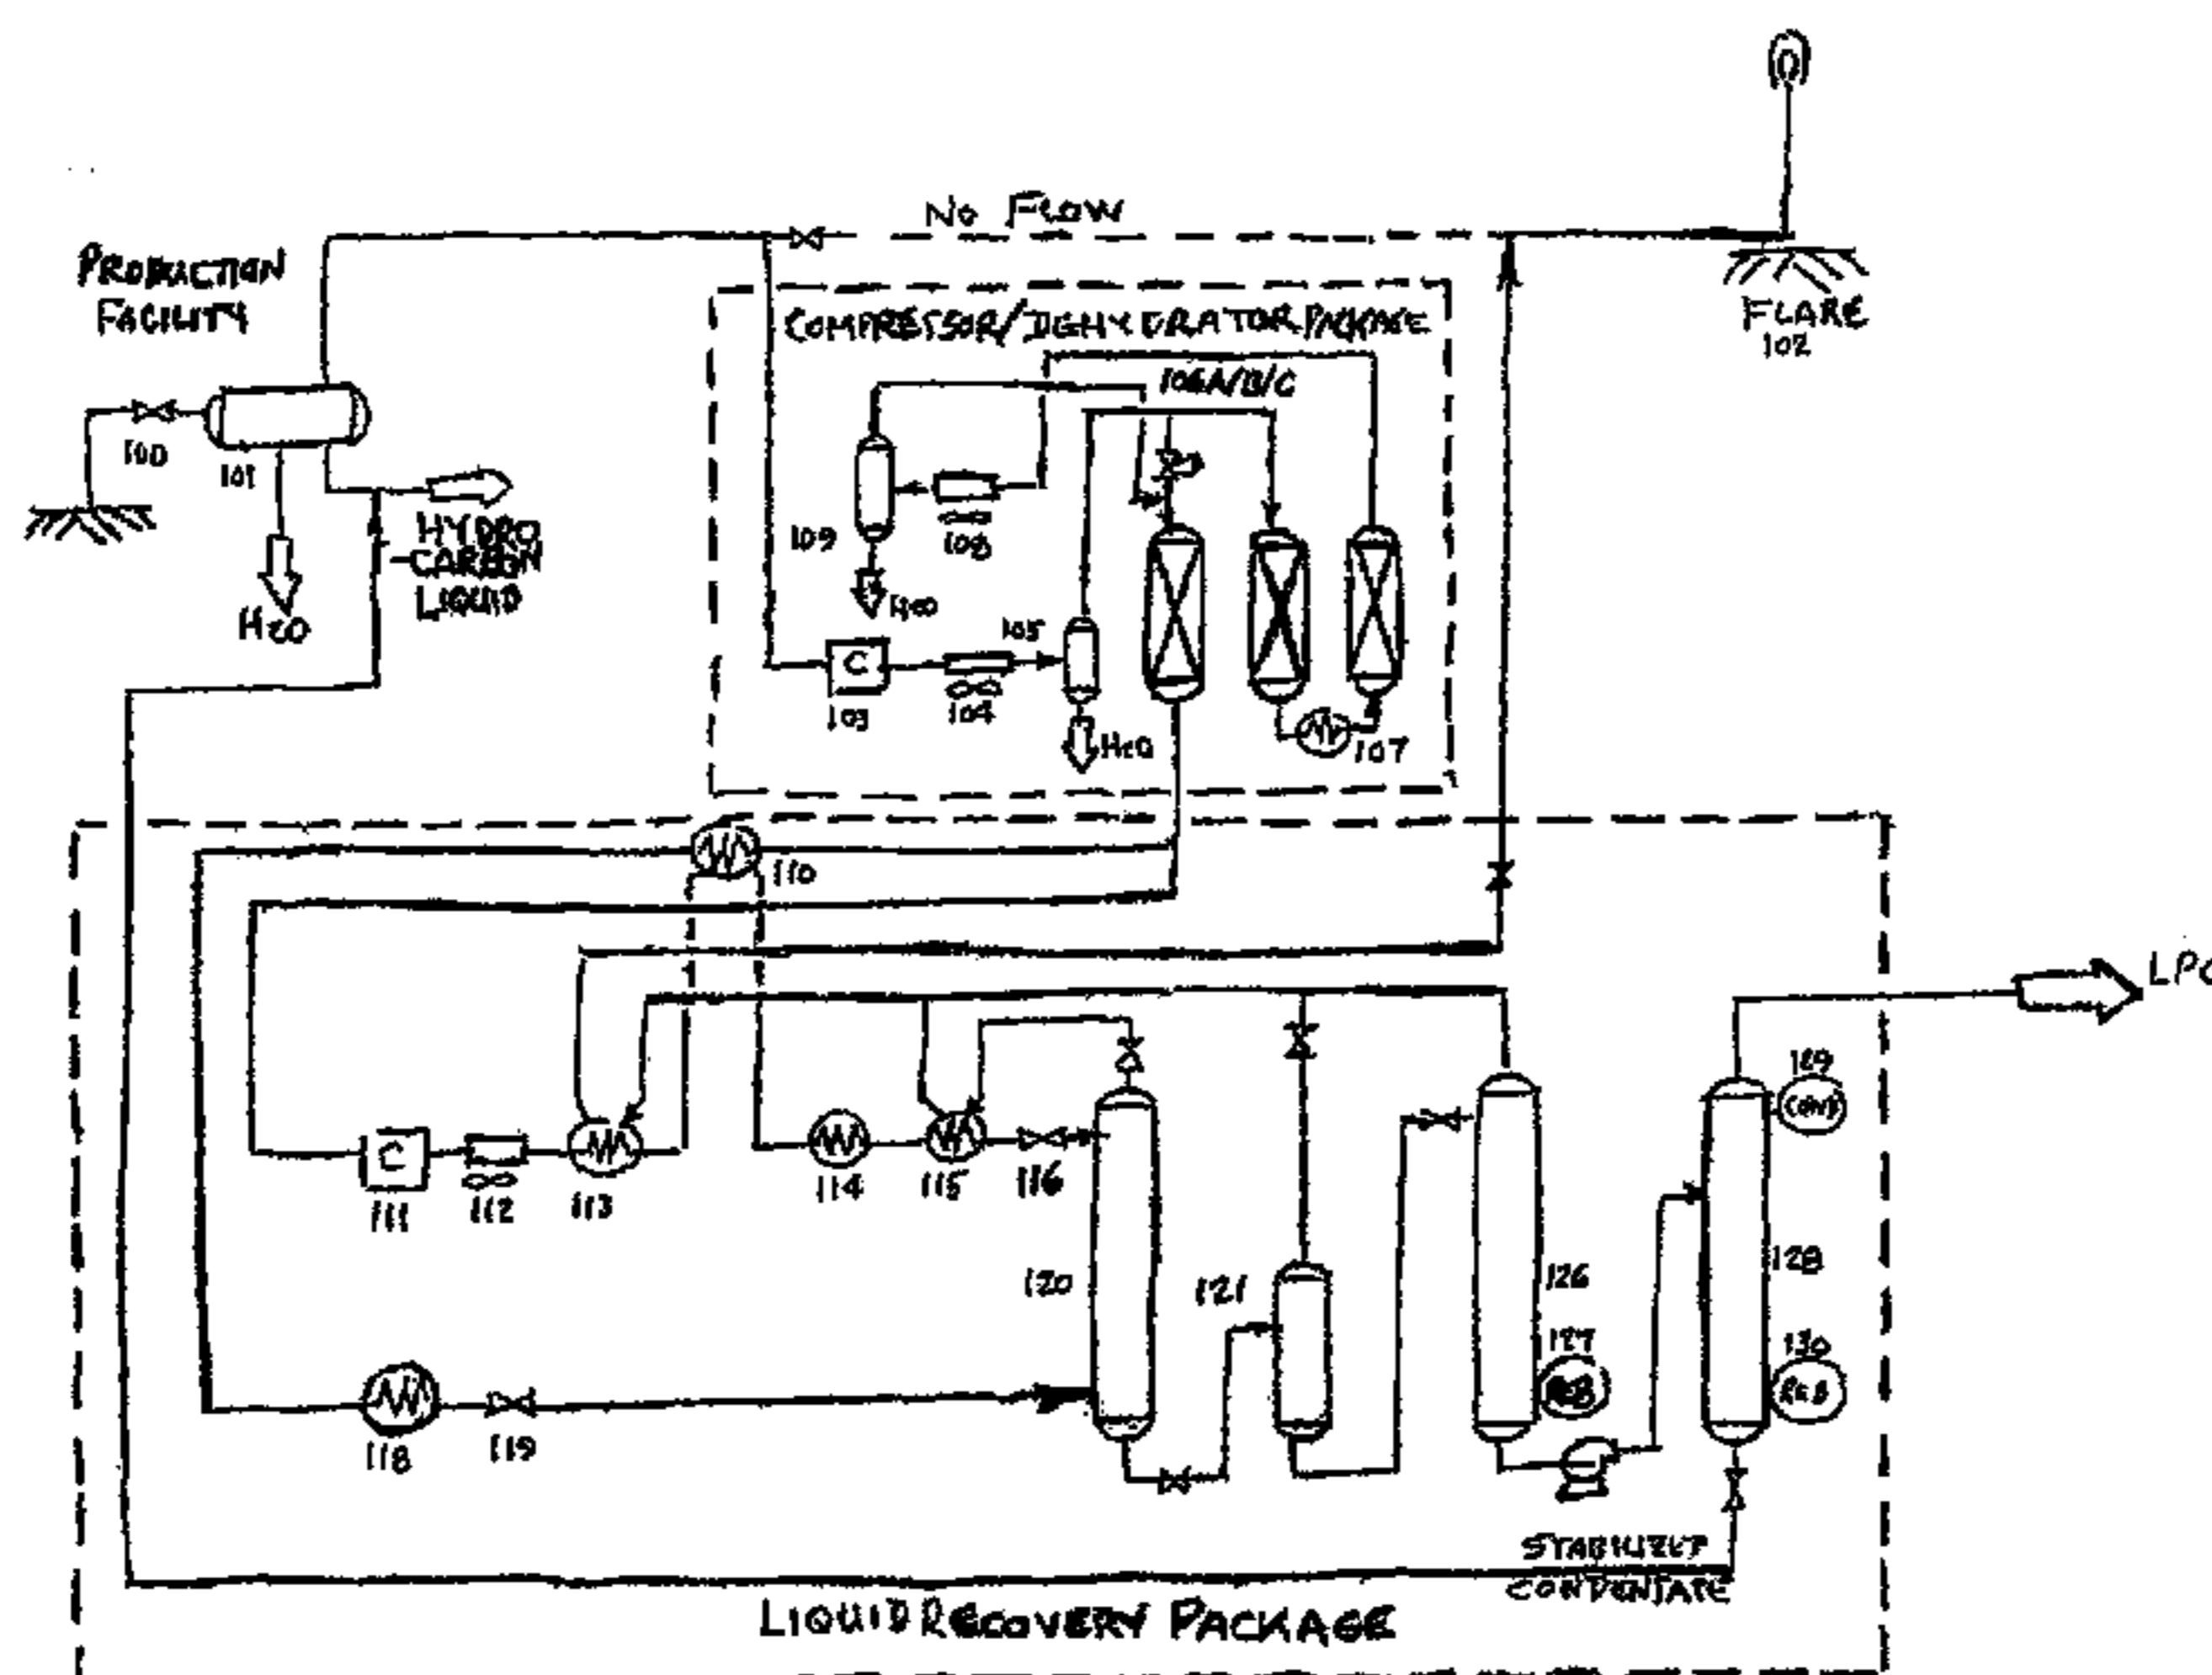 No FLOW
PRODUCTION
FACILITY
COMPRESSOR/DEHYDRATOR PACKAGE
FLARE
102
106A/B/C
100
101
HYDRO
CARBON
LIQUID
H2O
109
108
H2O
105
103
104
H2O
107
110
LPG
111
112
113
114
115
116
120
121
126
127
REB
128
129
COND
130
REB
118
119
STABILIZED
CONDENSATE
LIQUID RECOVERY PACKAGE